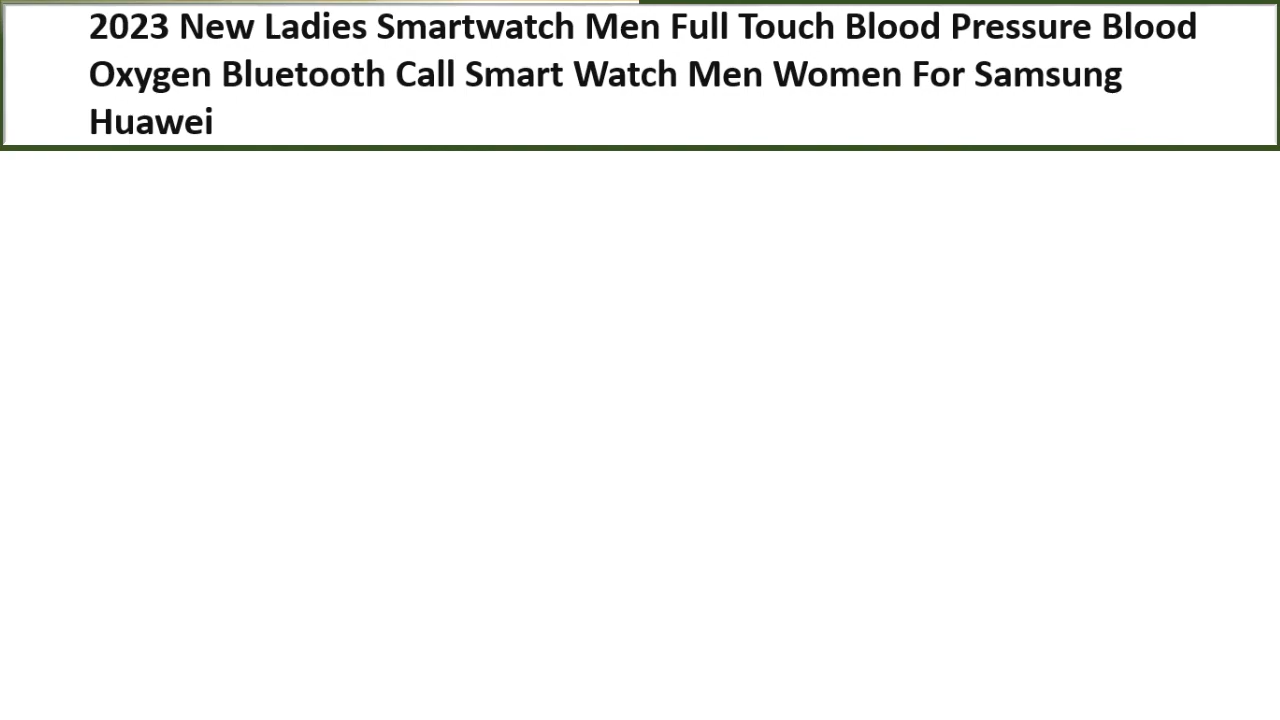 2023 New Ladies Smartwatch Men Full Touch Blood Pressure Blood
Oxygen Bluetooth Call Smart Watch Men Women For Samsung
Huawei